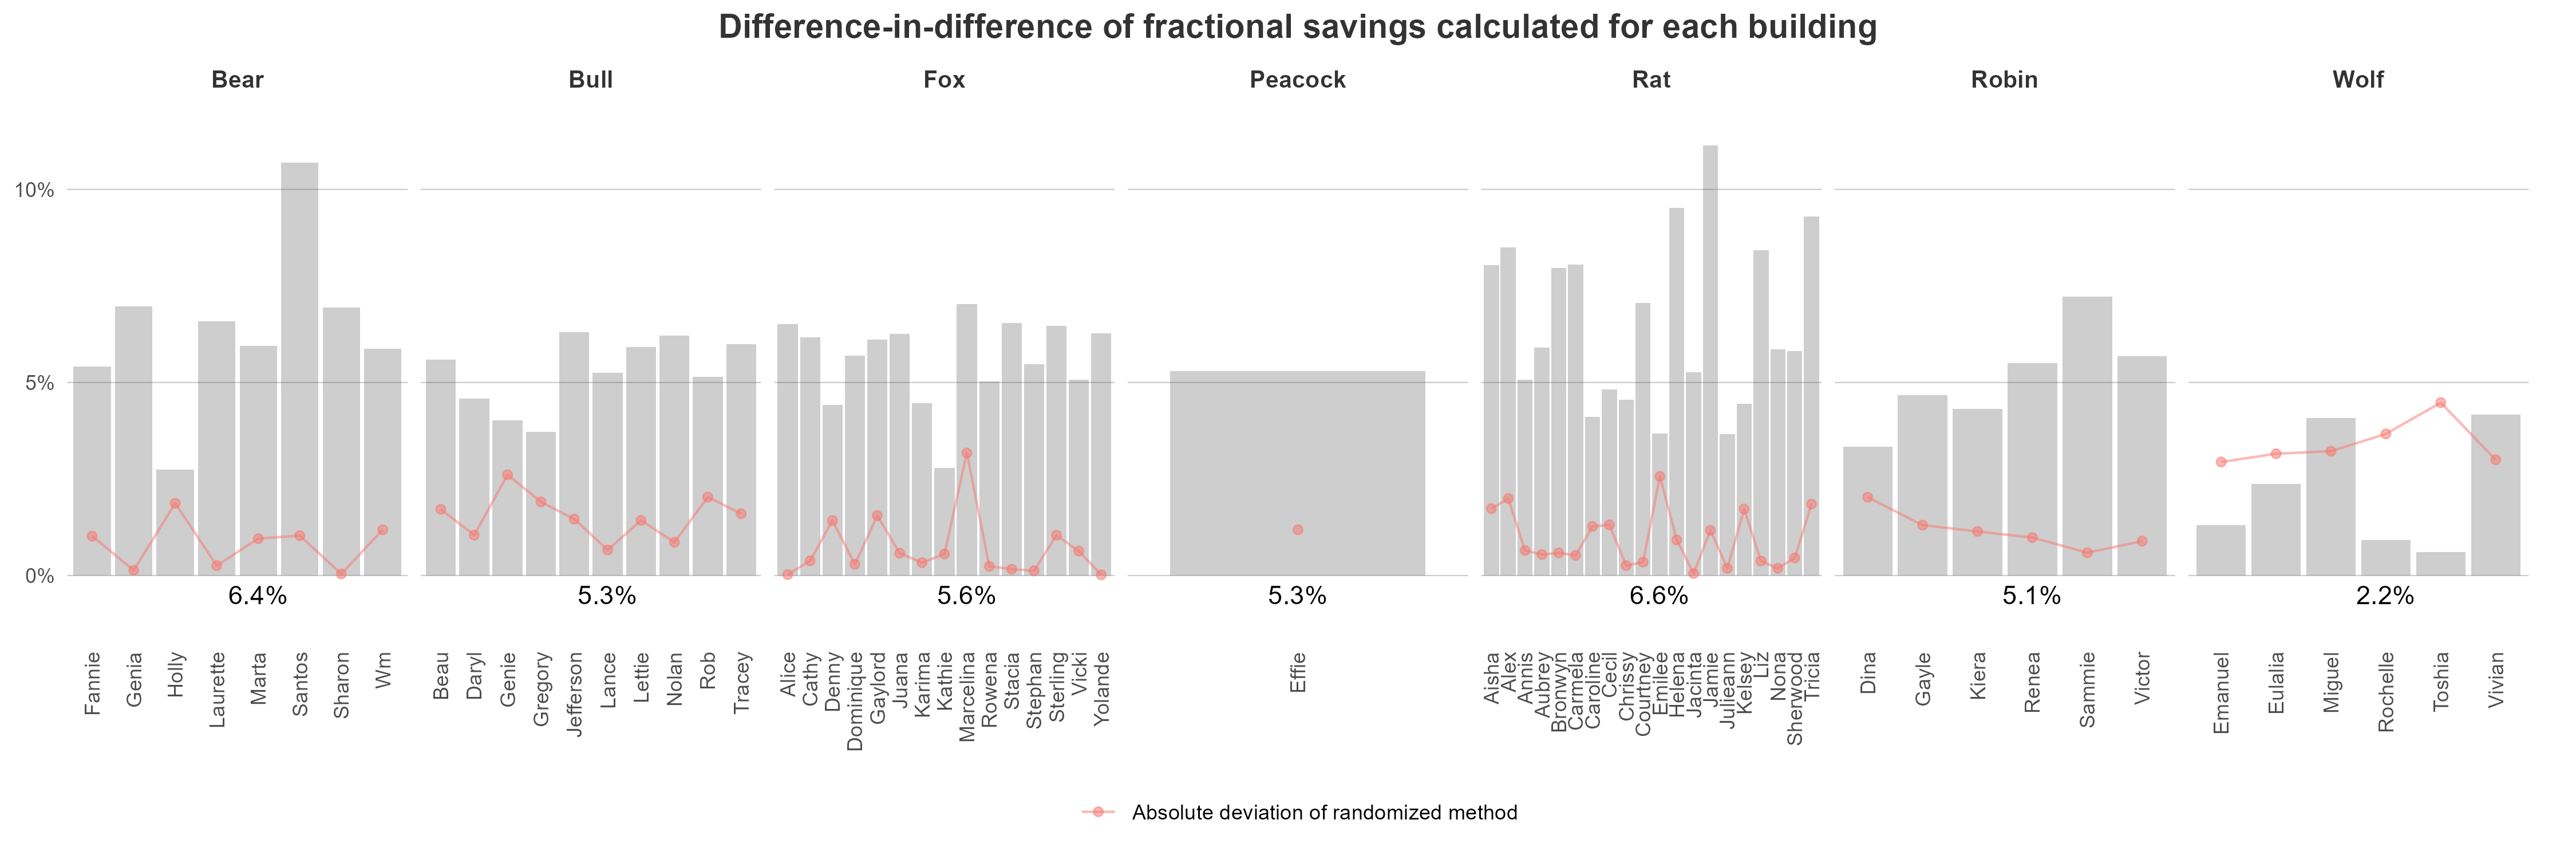 Difference-in-difference of fractional savings calculated for each building
Bear Bull Fox Peacock Rat Robin Wolf
10%
5%
0%
6.4% 5.3% 5.6% 5.3% 6.6% 5.1% 2.2%
Fannie Genia Holly Laurette Marta Santos Sharon Wm Beau Daryl Genie Gregory Jefferson Lance Lettie Nolan Rob Tracey Alice Cathy Denny Dominique Gaylord Juana Karima Kathie Marcelina Rowena Stacia Stephan Sterling Vicki Yolande Effie Aisha Alex Annis Aubrey Bronwyn Carmela Caroline Cecil Chrissy Courtney Emilee Helena Jacinta Jamie Julieann Kelsey Liz Nona Sherwood Tricia Dina Gayle Kiera Renea Sammie Victor Emanuel Eulalia Miguel Rochelle Toshia Vivian
Absolute deviation of randomized method